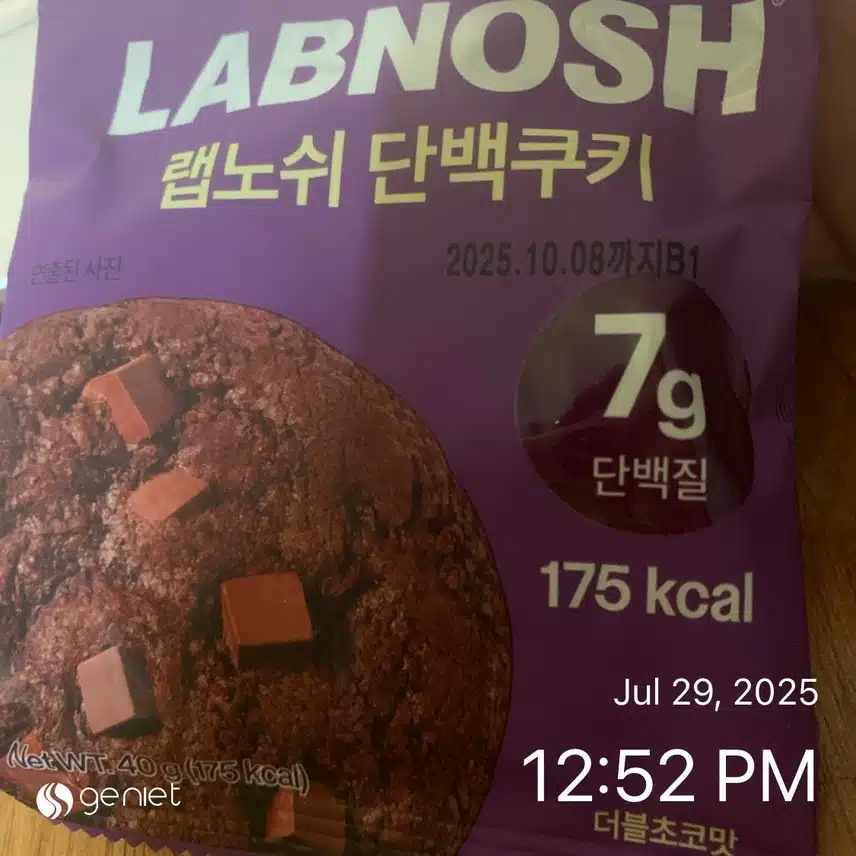 LABNOSH
랩노쉬 단백쿠키
연출된 사진
2025.10.08까지B1
7g
단백질
175 kcal
Jul 29, 2025
12:52 PM
Net WT. 40 g (175 kcal)
geniet
더블초코맛